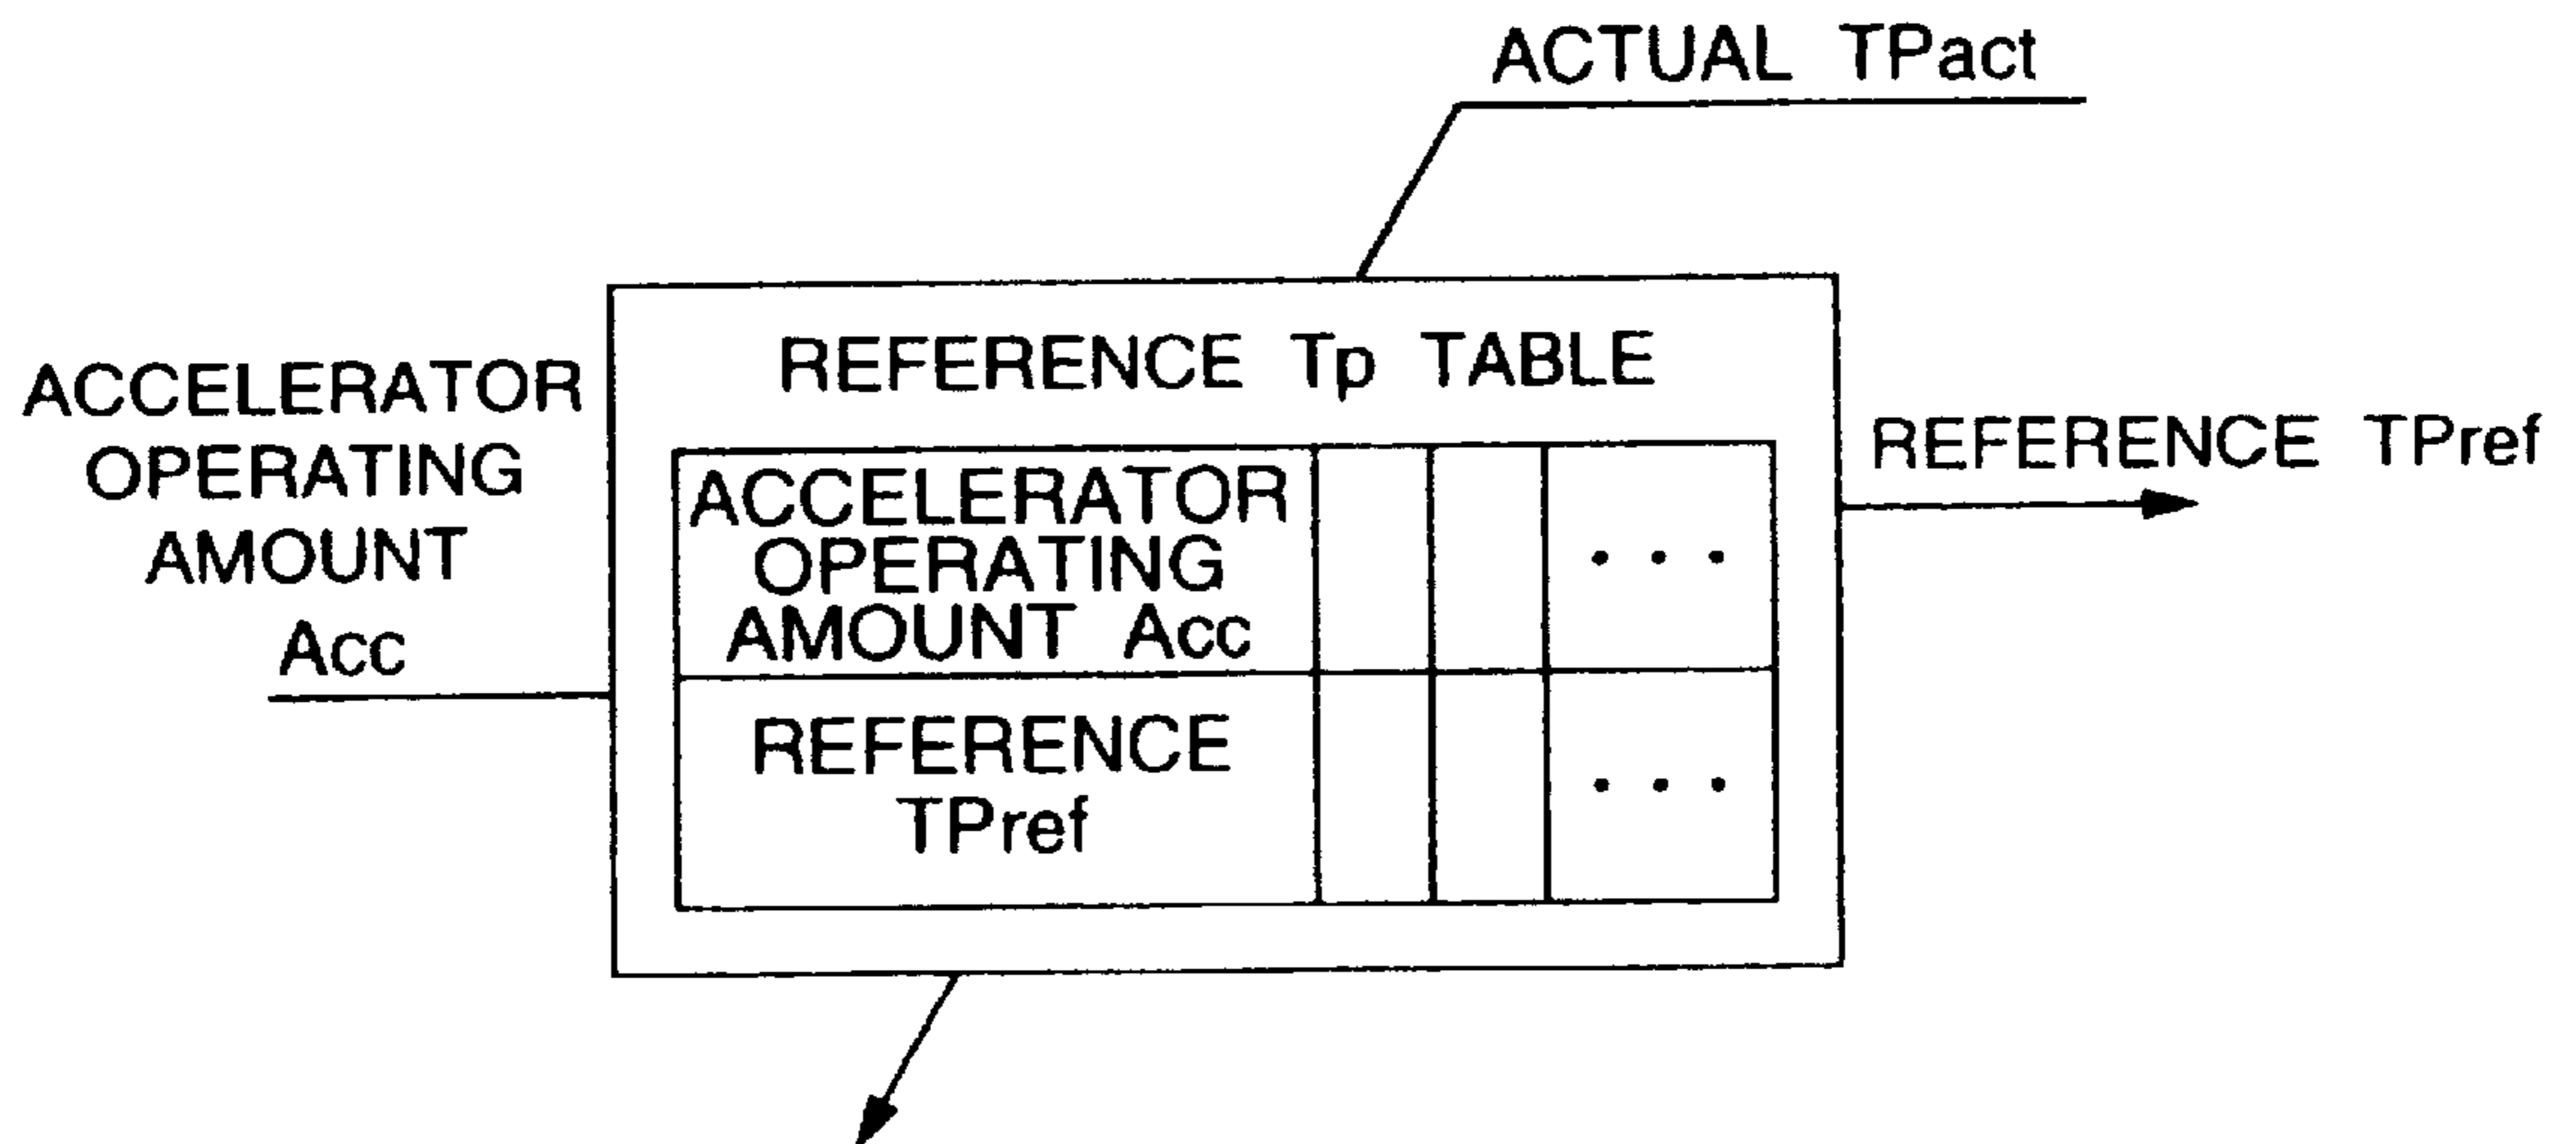 ACTUAL TPact
ACCELERATOR
OPERATING
AMOUNT
Acc
REFERENCE Tp TABLE
ACCELERATOR
OPERATING
AMOUNT Acc
. . .
REFERENCE
TPref
. . .
REFERENCE TPref